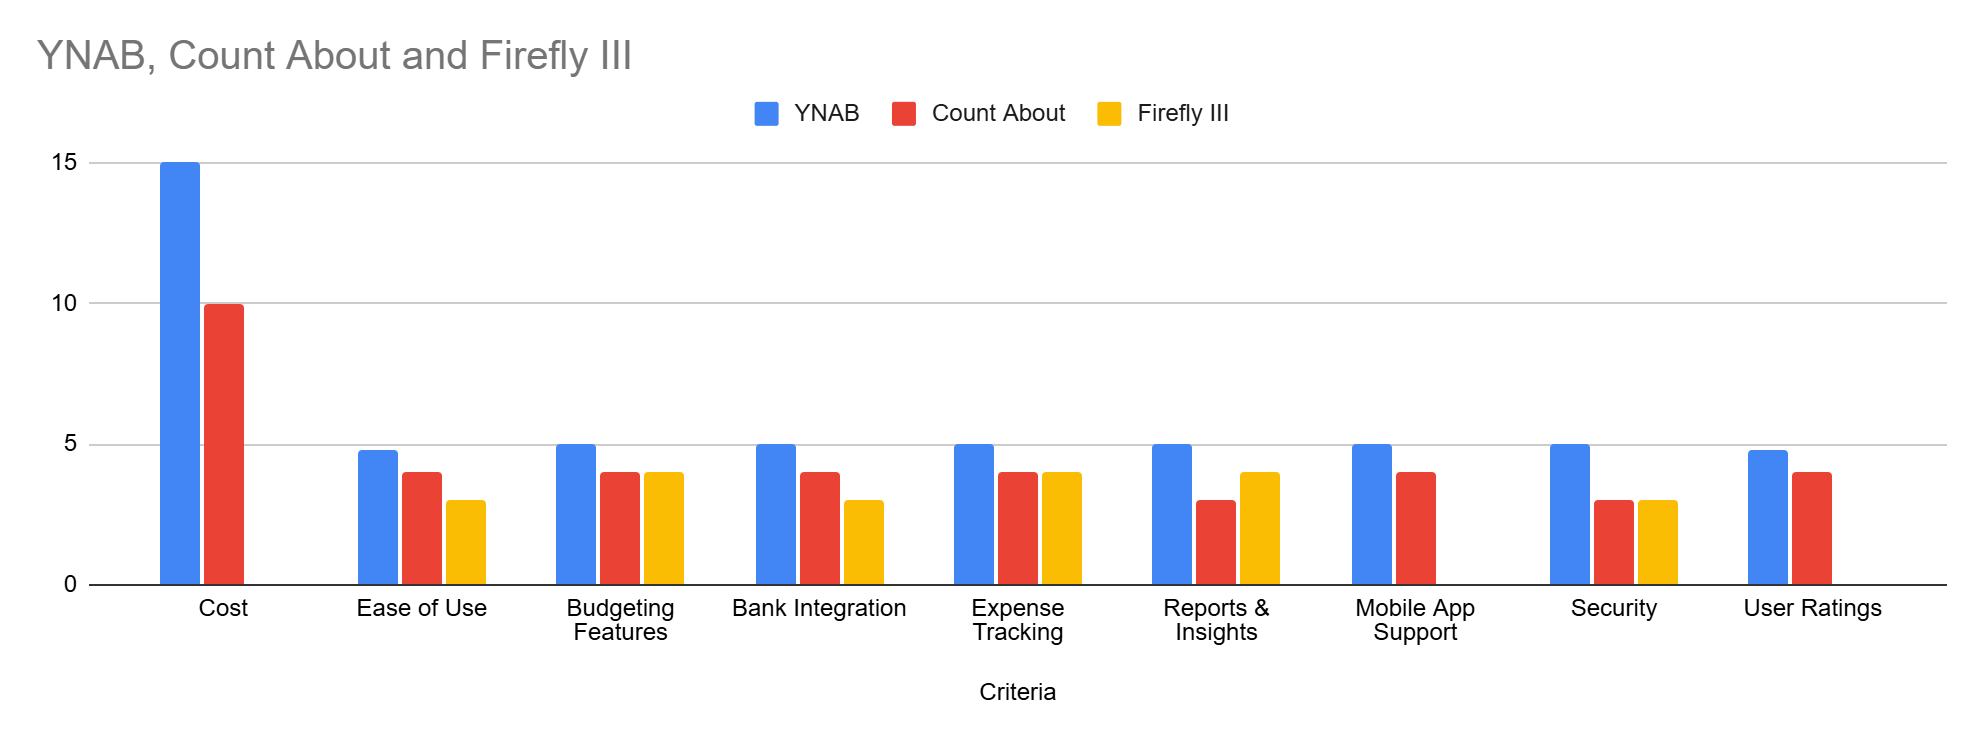 YNAB, Count About and Firefly III
YNAB
Count About
Firefly III
15
10
5
0
Cost
Ease of Use
Budgeting
Features
Bank Integration
Expense
Tracking
Reports &
Insights
Mobile App
Support
Security
User Ratings
Criteria